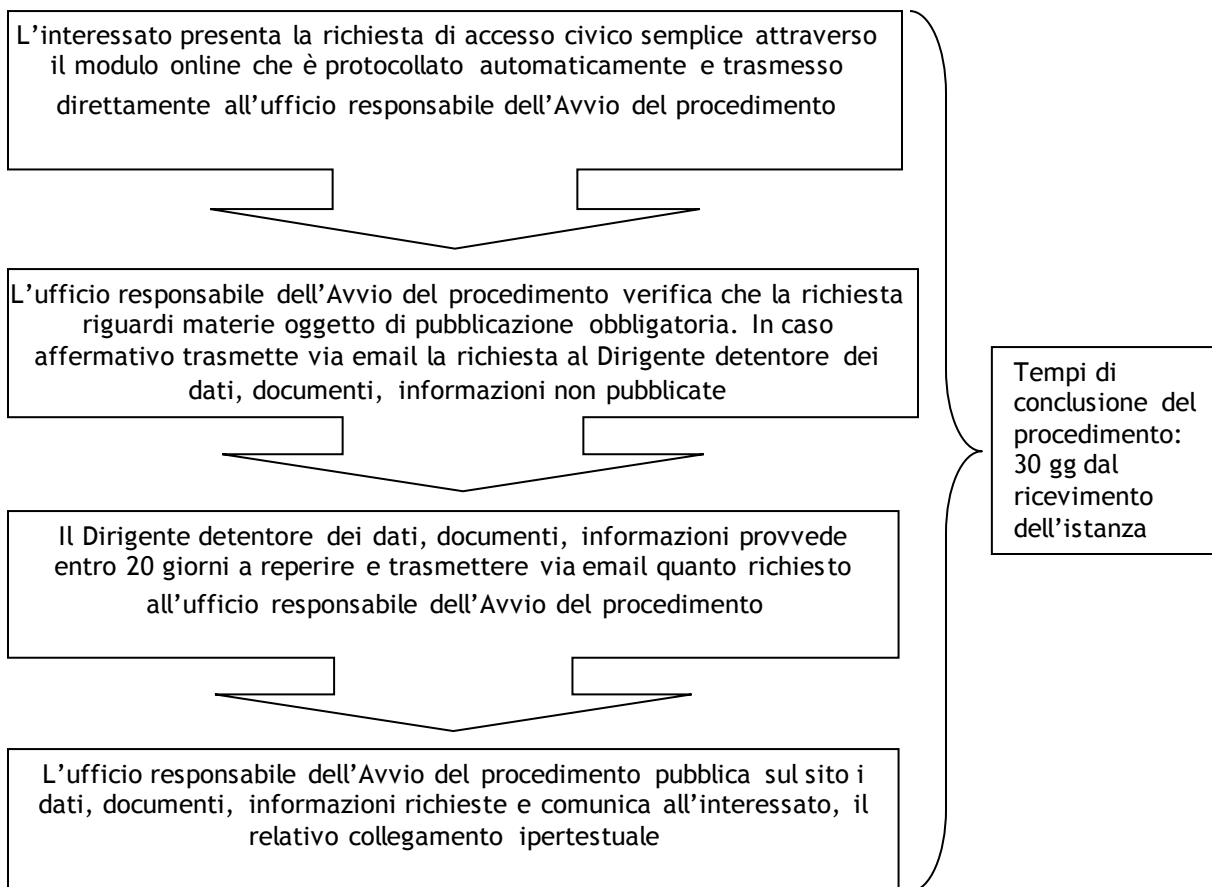 L’interessato presenta la richiesta di accesso civico semplice attraverso
il modulo online che è protocollato automaticamente e trasmesso
direttamente all’ufficio responsabile dell’Avvio del procedimento
L’ufficio responsabile dell’Avvio del procedimento verifica che la richiesta
riguardi materie oggetto di pubblicazione obbligatoria. In caso
affermativo trasmette via email la richiesta al Dirigente detentore dei
dati, documenti, informazioni non pubblicate
Il Dirigente detentore dei dati, documenti, informazioni provvede
entro 20 giorni a reperire e trasmettere via email quanto richiesto
all’ufficio responsabile dell’Avvio del procedimento
L’ufficio responsabile dell’Avvio del procedimento pubblica sul sito i
dati, documenti, informazioni richieste e comunica all’interessato, il
relativo collegamento ipertestuale
Tempi di
conclusione del
procedimento:
30 gg dal
ricevimento
dell’istanza